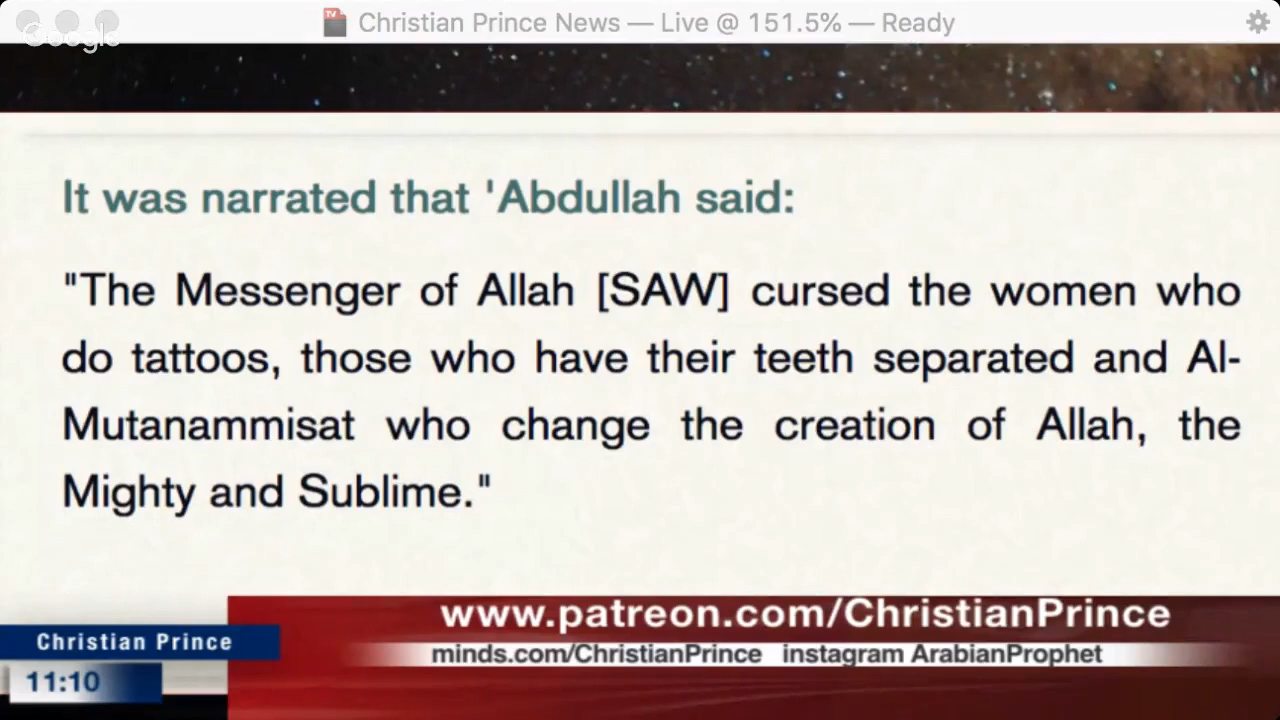 Christian Prince News — Live @ 151.5% — Ready
Google
It was narrated that 'Abdullah said:
"The Messenger of Allah [SAW] cursed the women who
do tattoos, those who have their teeth separated and Al-
Mutanammisat who change the creation of Allah, the
Mighty and Sublime."
www.patreon.com/ChristianPrince
Christian Prince
minds.com/ChristianPrince instagram ArabianProphet
11:10